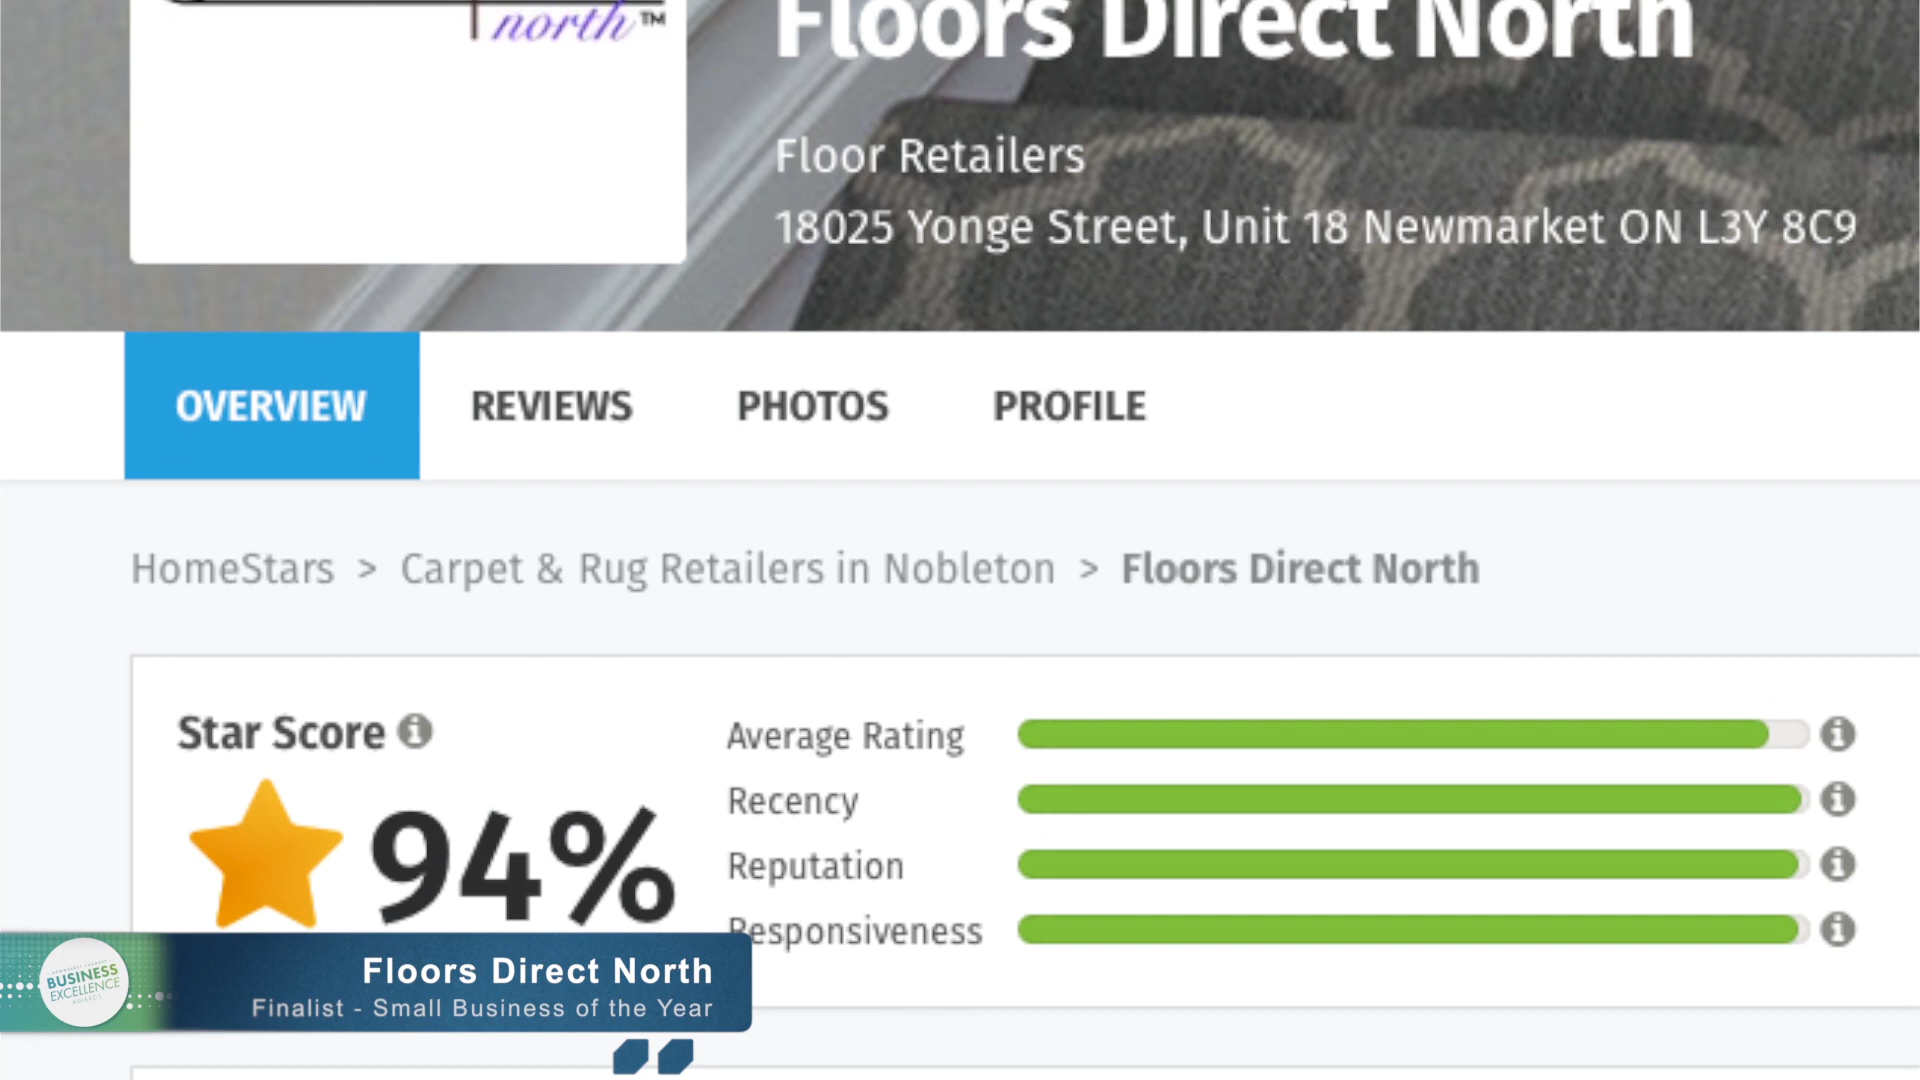 north™
Floors Direct North
Floor Retailers
18025 Yonge Street, Unit 18 Newmarket ON L3Y 8C9
OVERVIEW REVIEWS PHOTOS PROFILE
HomeStars > Carpet & Rug Retailers in Nobleton > Floors Direct North
Star Score
94%
Average Rating
Recency
Reputation
Responsiveness
BUSINESS
EXCELLENCE
AWARDS
Floors Direct North
Finalist - Small Business of the Year